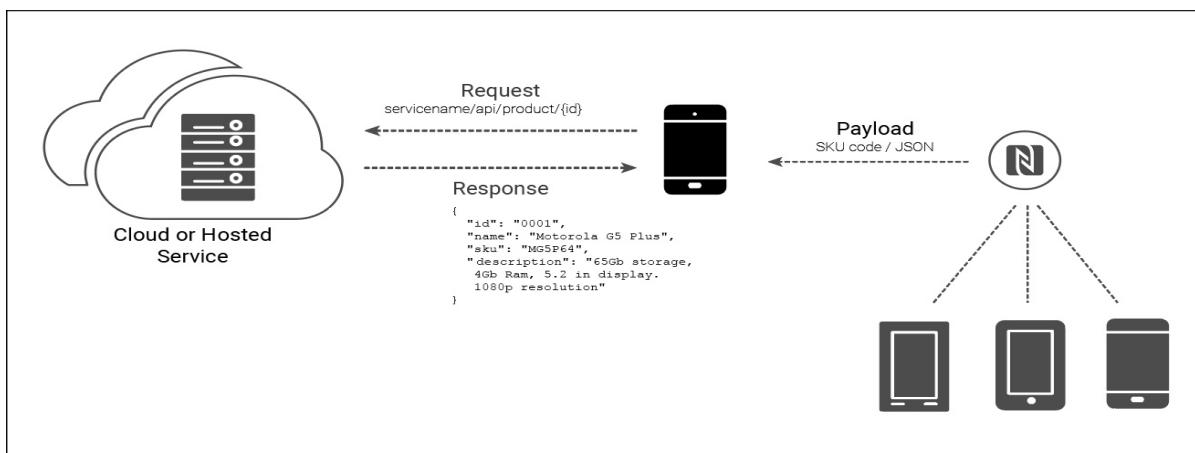 Request
servicename/api/product/{id}
Payload
SKU code / JSON
Response
{
"id": "0001",
"name": "Motorola G5 Plus",
"sku": "MG5P64",
"description": "65Gb storage,
4Gb Ram, 5.2 in display.
1080p resolution"
}
Cloud or Hosted
Service